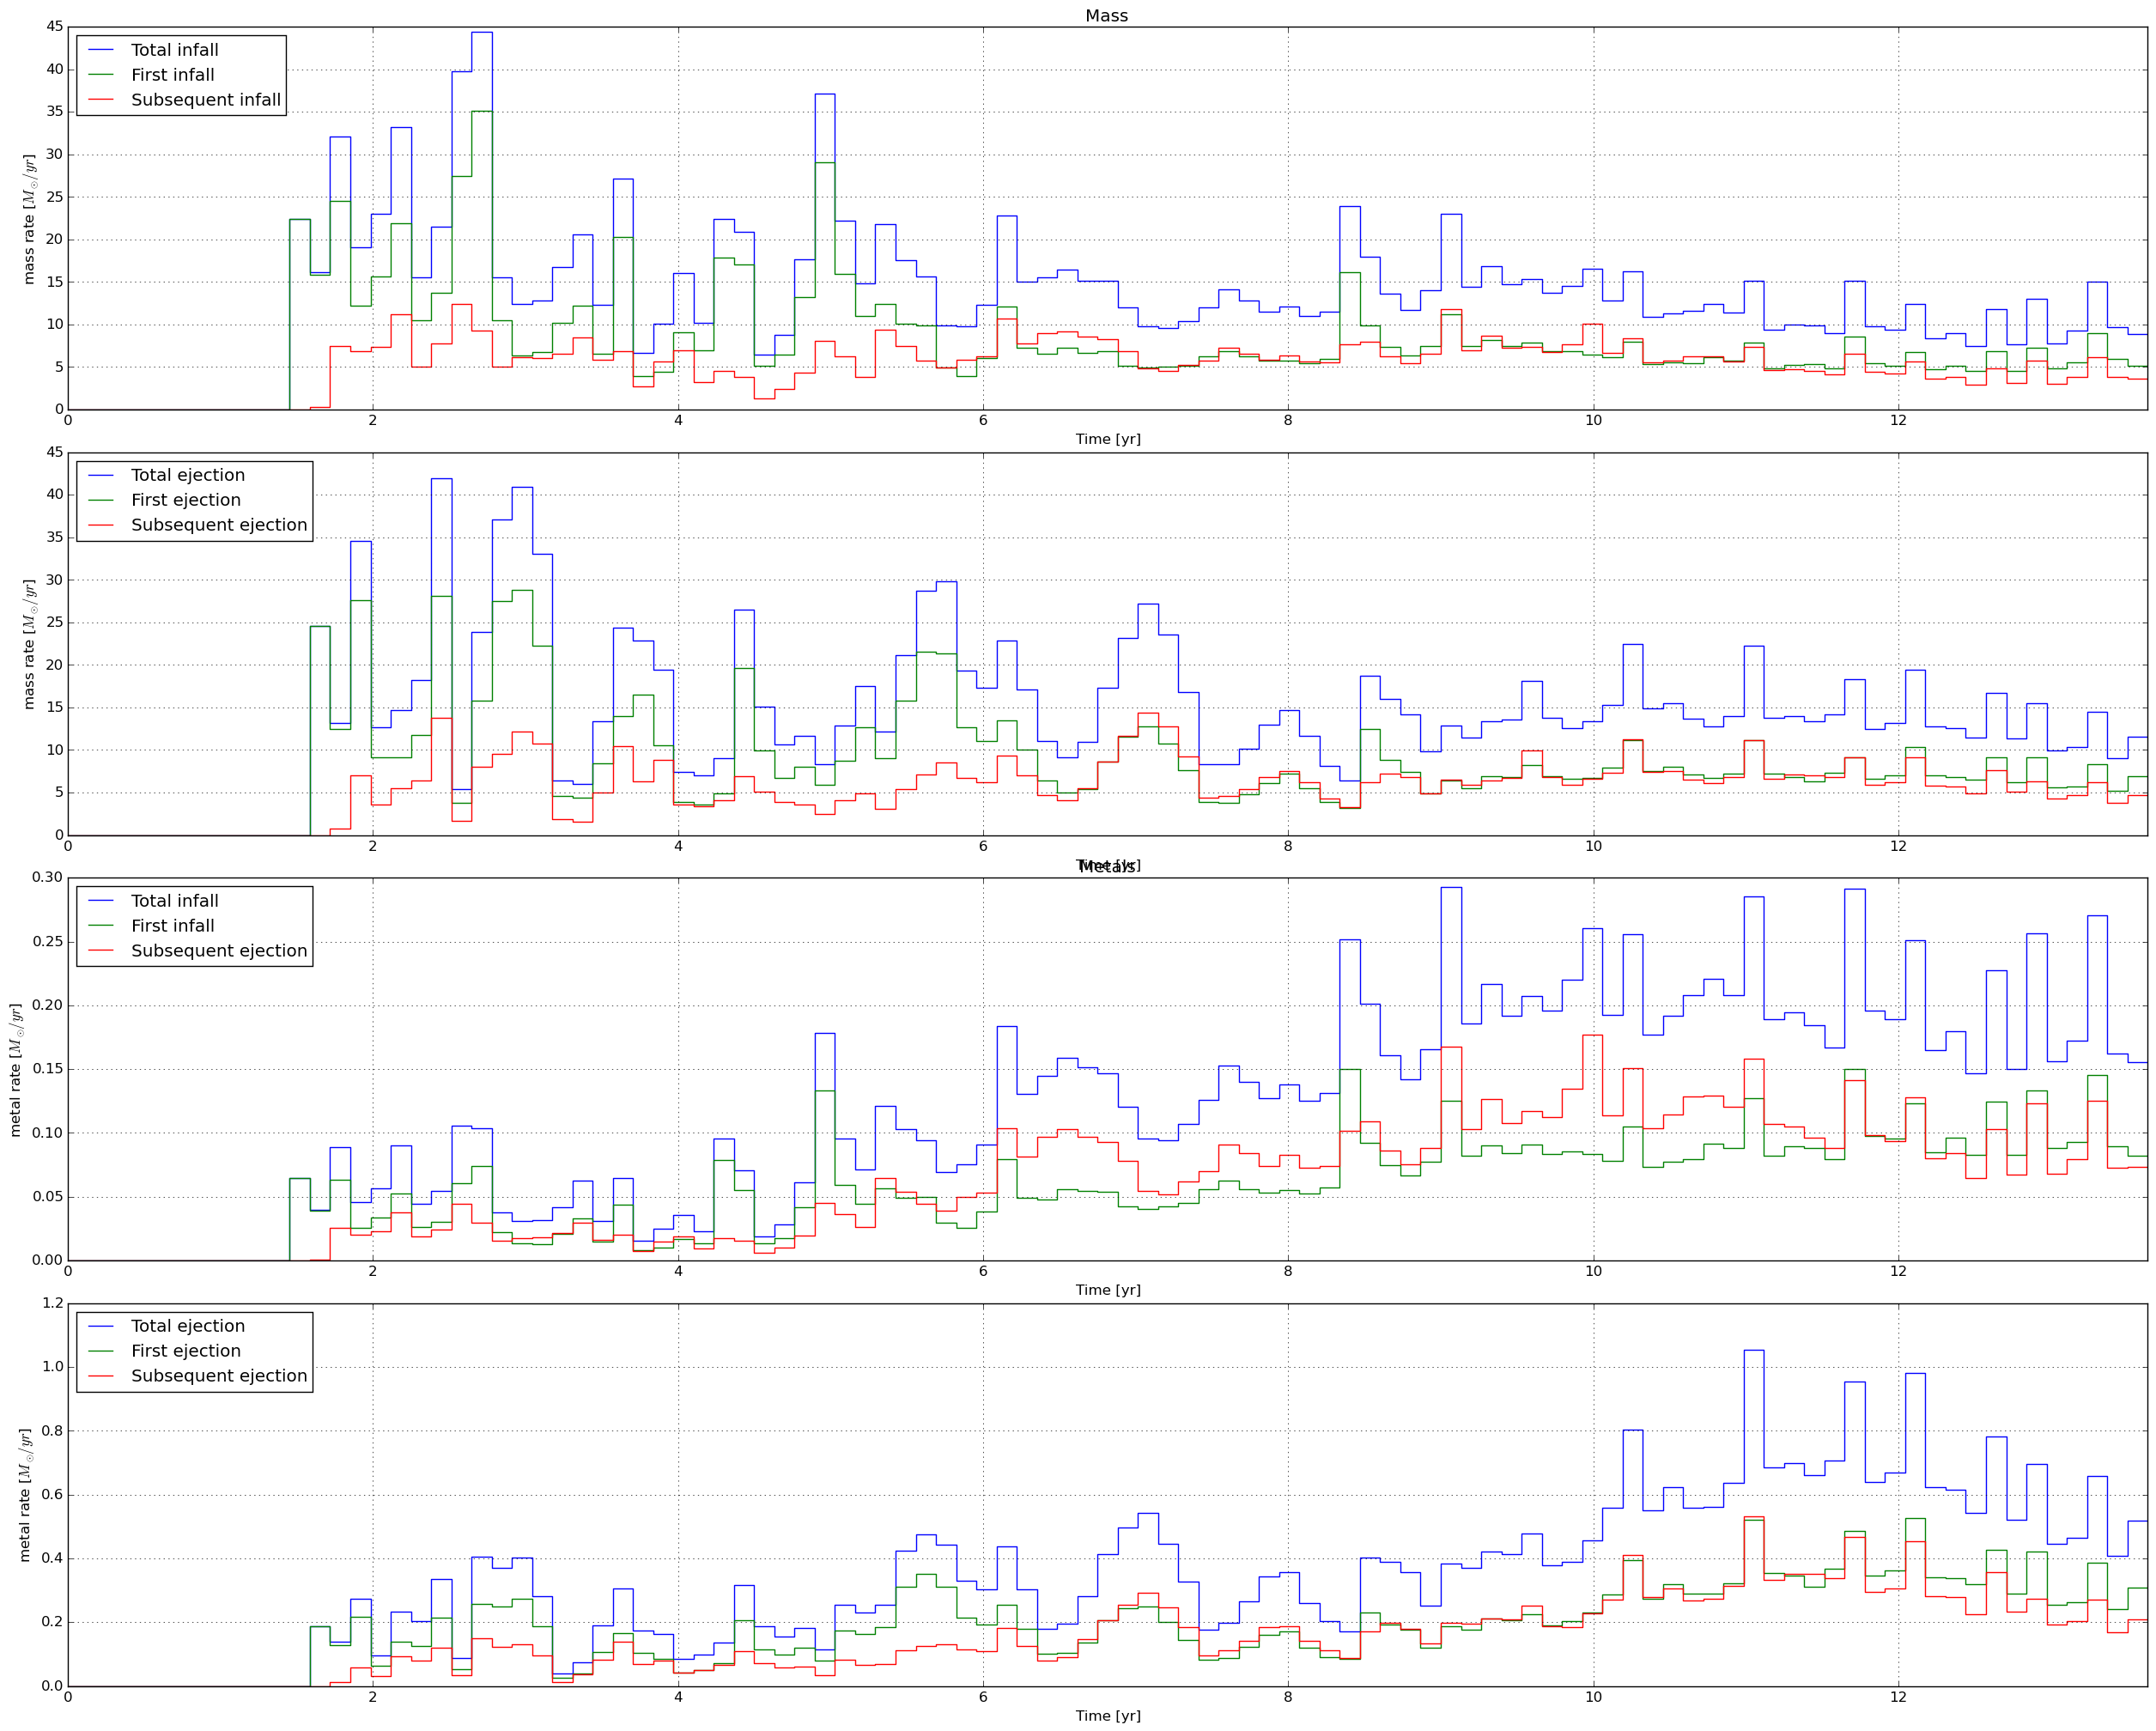 Mass
45
40
35
30
25
20
15
10
5
0
mass rate [M☉/yr]
Total infall
First infall
Subsequent infall
0 2 4 6 8 10 12
Time [yr]
45
40
35
30
25
20
15
10
5
0
mass rate [M☉/yr]
Total ejection
First ejection
Subsequent ejection
0 2 4 6 8 10 12
Time [yr]
Metals
0.30
0.25
0.20
0.15
0.10
0.05
0.00
metal rate [M☉/yr]
Total infall
First infall
Subsequent ejection
0 2 4 6 8 10 12
Time [yr]
1.2
1.0
0.8
0.6
0.4
0.2
0.0
metal rate [M☉/yr]
Total ejection
First ejection
Subsequent ejection
0 2 4 6 8 10 12
Time [yr]